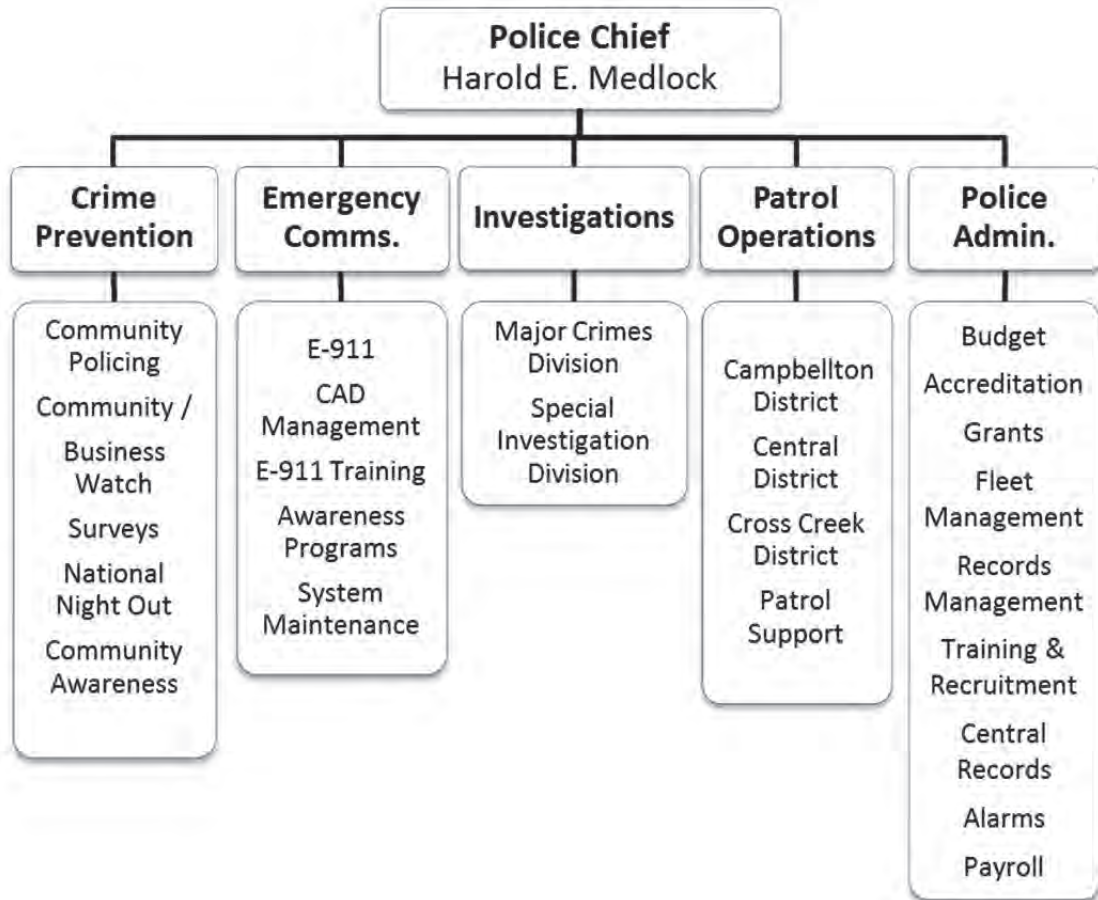 Police Chief
Harold E. Medlock
Crime
Prevention
Emergency
Comms.
Investigations
Patrol
Operations
Police
Admin.
Community
Policing
Community /
Business
Watch
Surveys
National
Night Out
Community
Awareness
E-911
CAD
Management
E-911 Training
Awareness
Programs
System
Maintenance
Major Crimes
Division
Special
Investigation
Division
Campbellton
District
Central
District
Cross Creek
District
Patrol
Support
Budget
Accreditation
Grants
Fleet
Management
Records
Management
Training &
Recruitment
Central
Records
Alarms
Payroll